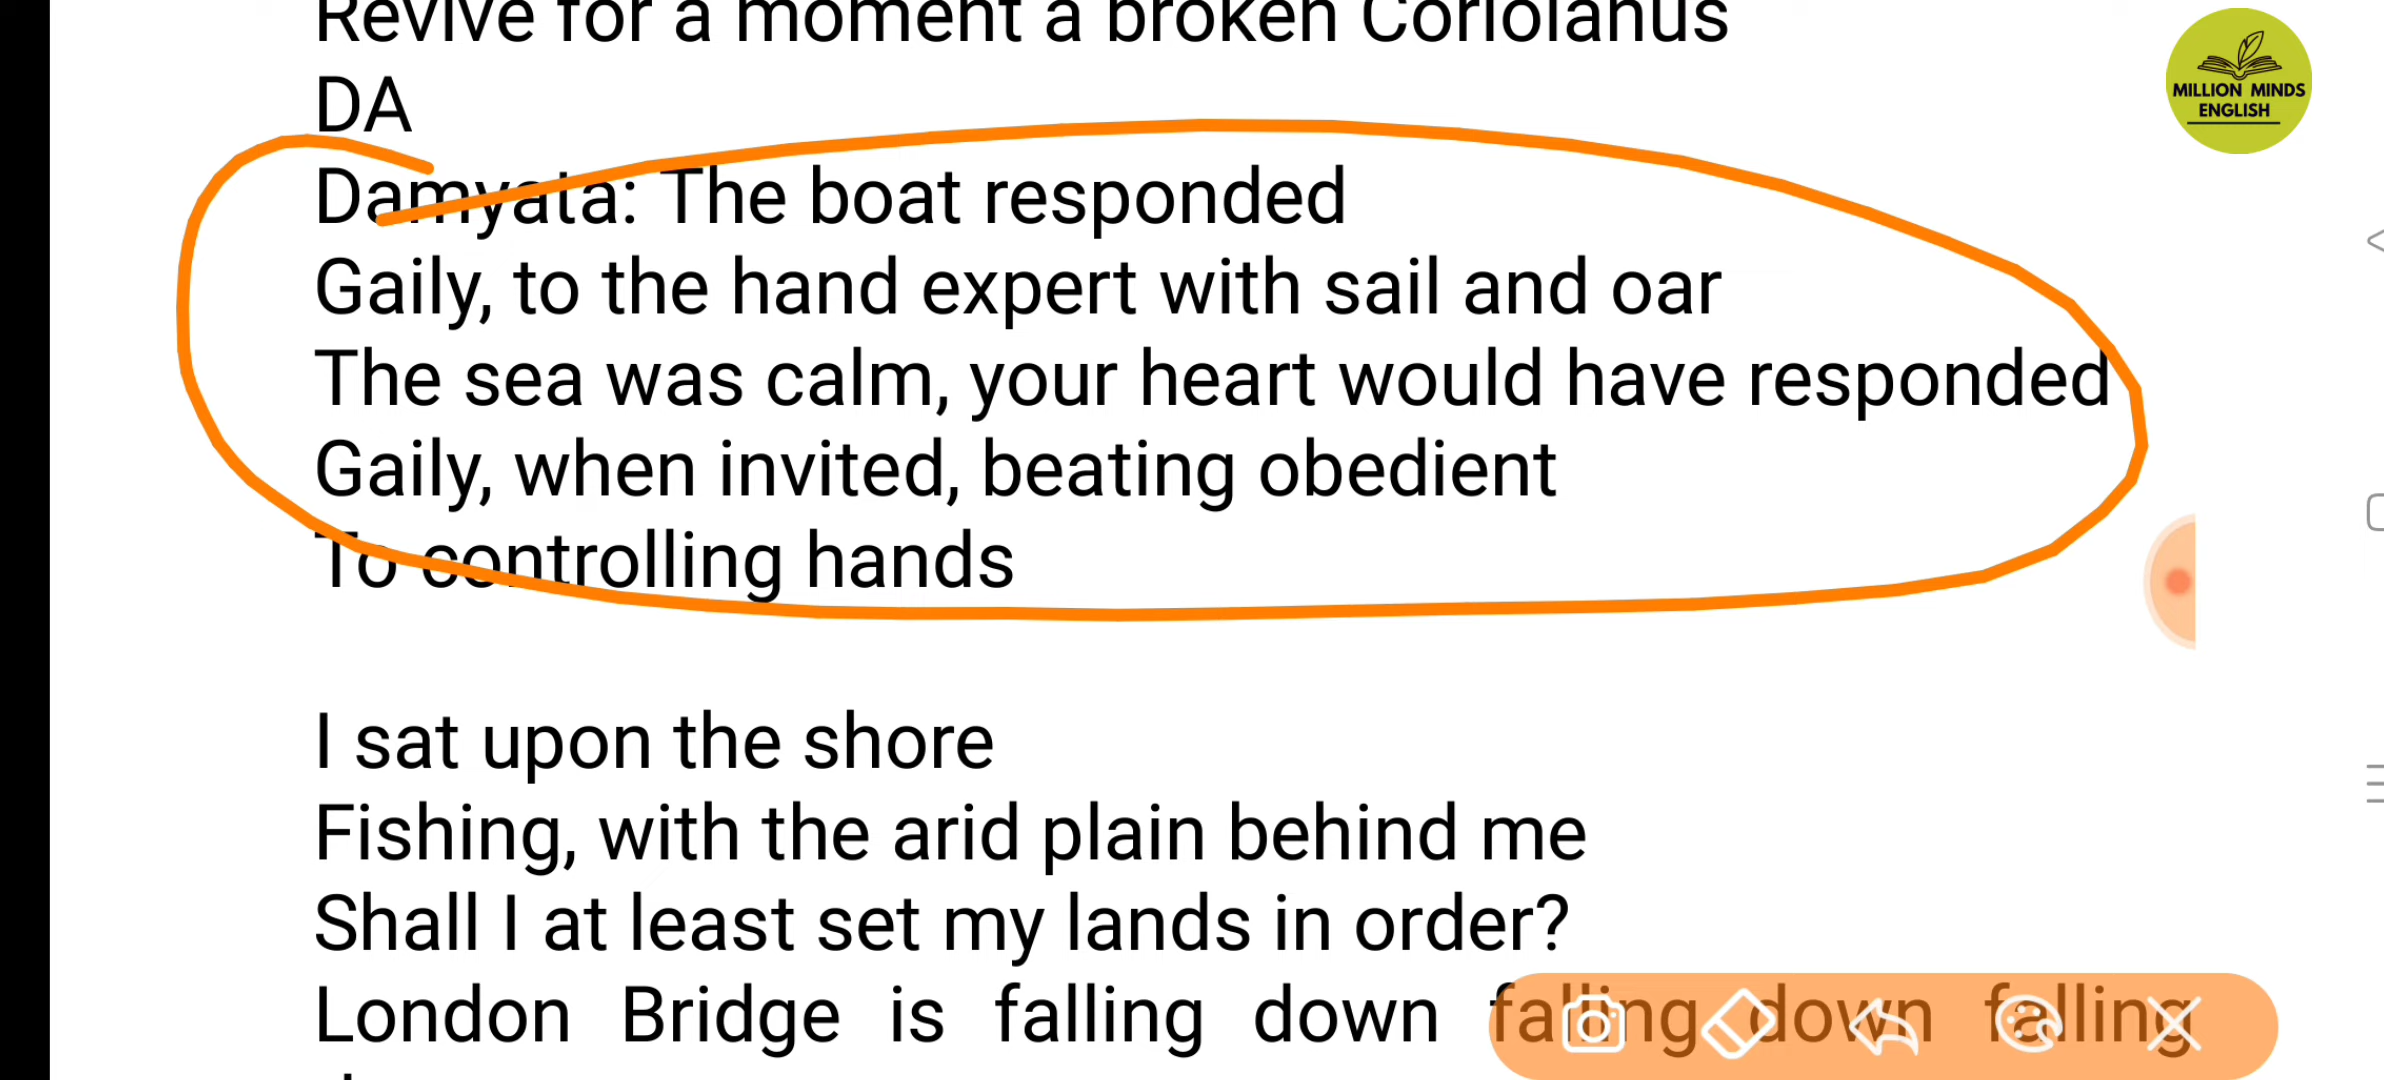 Revive for a moment a broken Coriolanus
MILLION MINDS
ENGLISH
DA
Damyata: The boat responded
Gaily, to the hand expert with sail and oar
The sea was calm, your heart would have responded
Gaily, when invited, beating obedient
To controlling hands
I sat upon the shore
Fishing, with the arid plain behind me
Shall I at least set my lands in order?
London Bridge is falling down falling down falling